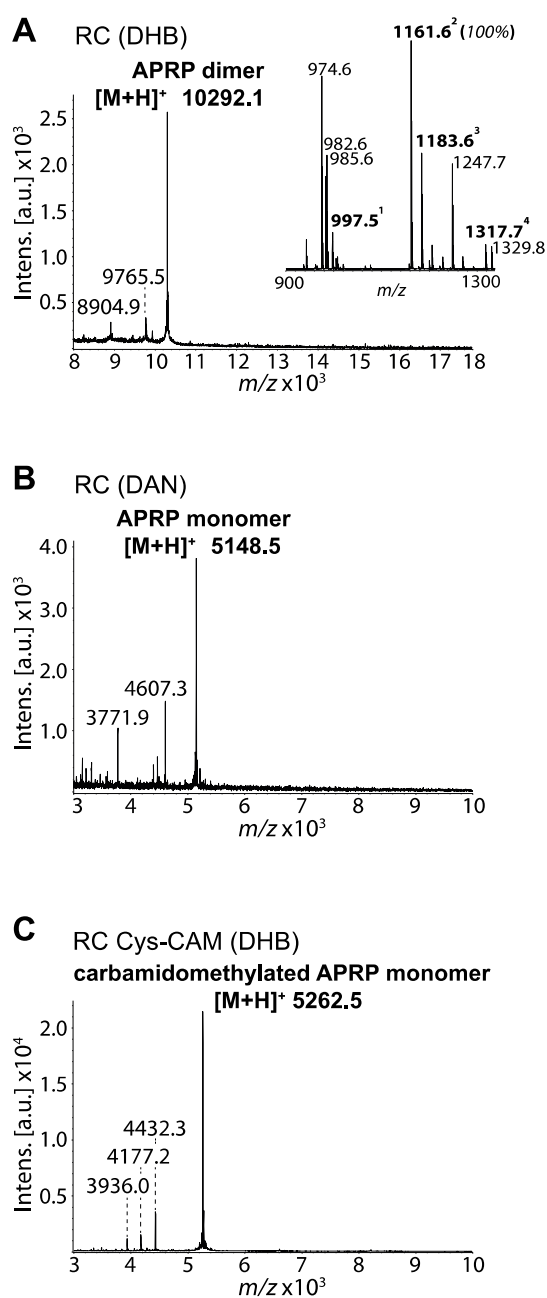 A RC (DHB)
APRP dimer
[M+H]⁺ 10292.1
1161.6² (100%)
974.6
982.6
985.6
1183.6³
1247.7
997.5¹
1317.7⁴
1329.8
900
m/z
1300
Intens. [a.u.] x10³
2.5
2.0
1.5
1.0
0.5
9765.5
8904.9
8 9 10 11 12 13 14 15 16 17 18
m/z x10³
B RC (DAN)
APRP monomer
[M+H]⁺ 5148.5
Intens. [a.u.] x10³
4.0
3.0
2.0
1.0
4607.3
3771.9
3 4 5 6 7 8 9 10
m/z x10³
C RC Cys-CAM (DHB)
carbamidomethylated APRP monomer
[M+H]⁺ 5262.5
Intens. [a.u.] x10⁴
2.0
1.5
1.0
0.5
4432.3
4177.2
3936.0
3 4 5 6 7 8 9 10
m/z x10³